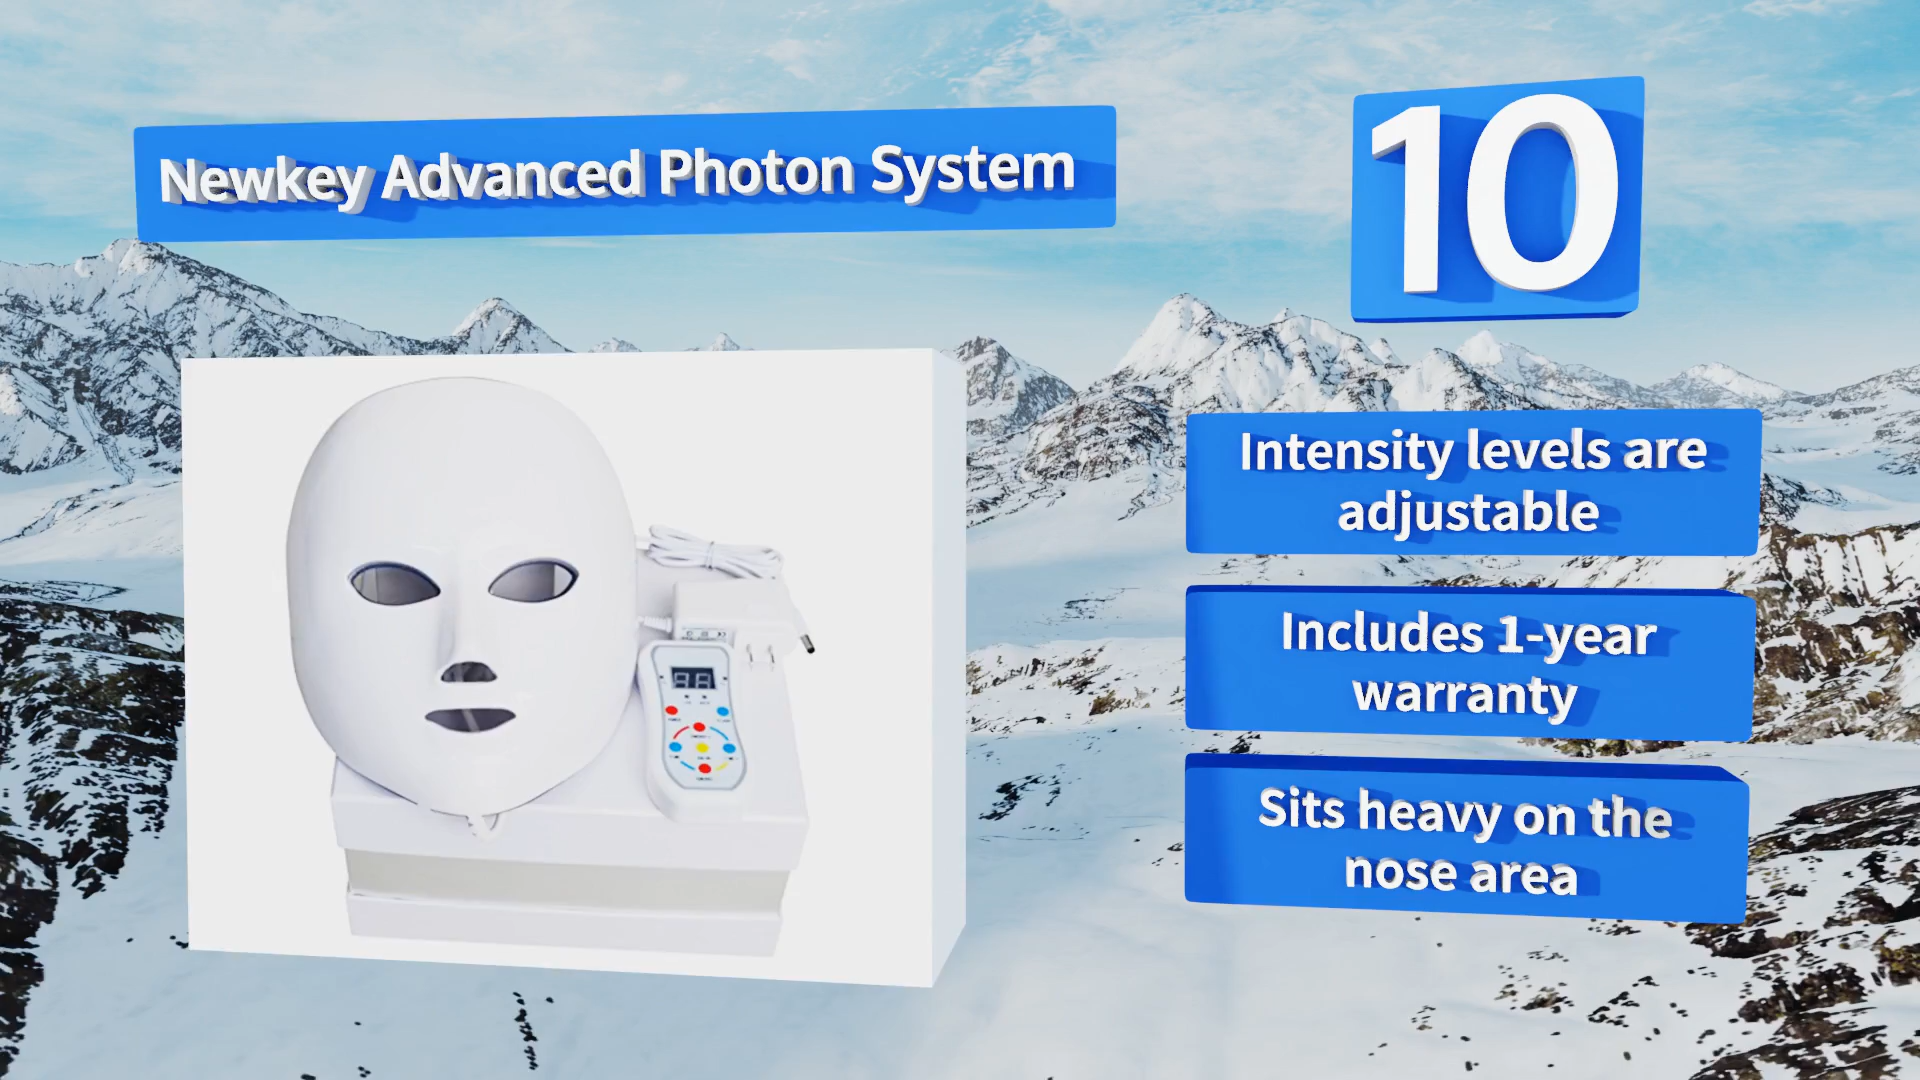 Newkey Advanced Photon System
10
Intensity levels are
adjustable
Includes 1-year
warranty
Sits heavy on the
nose area